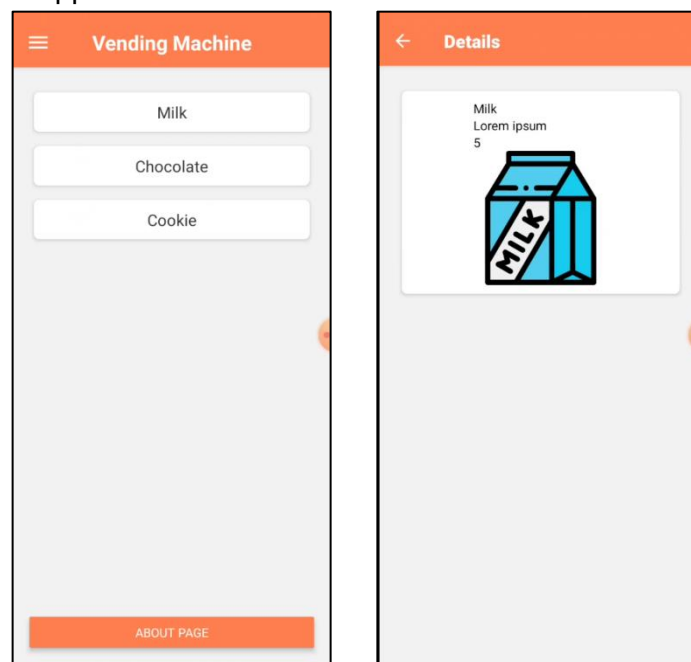 Vending Machine
Milk
Chocolate
Cookie
ABOUT PAGE
Details
Milk
Lorem ipsum
5
MILK